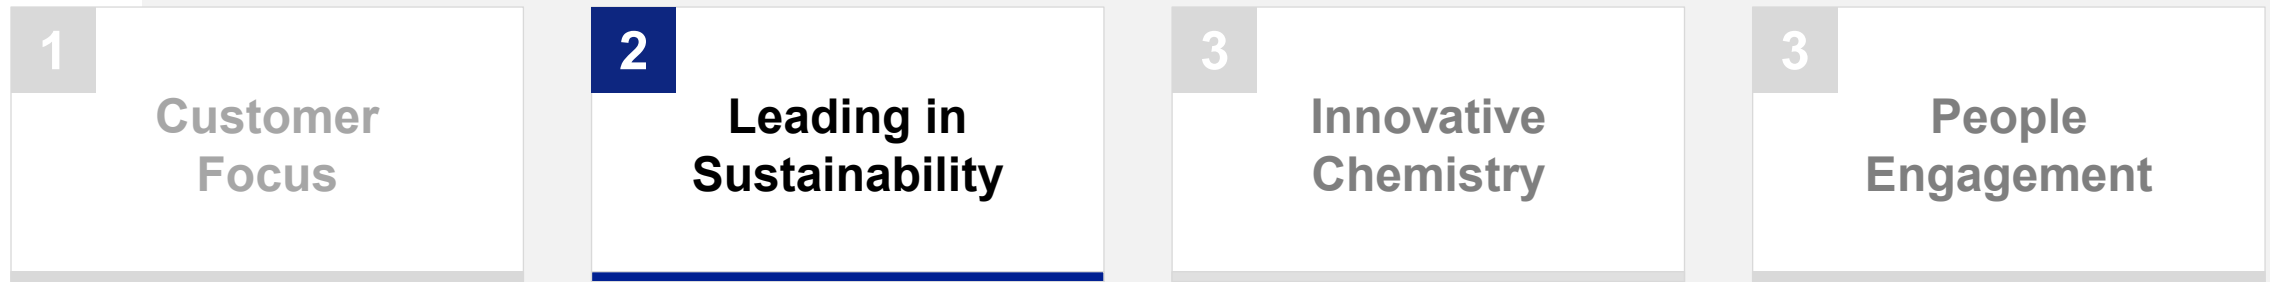 1
Customer
Focus
2
Leading in
Sustainability
3
Innovative
Chemistry
3
People
Engagement